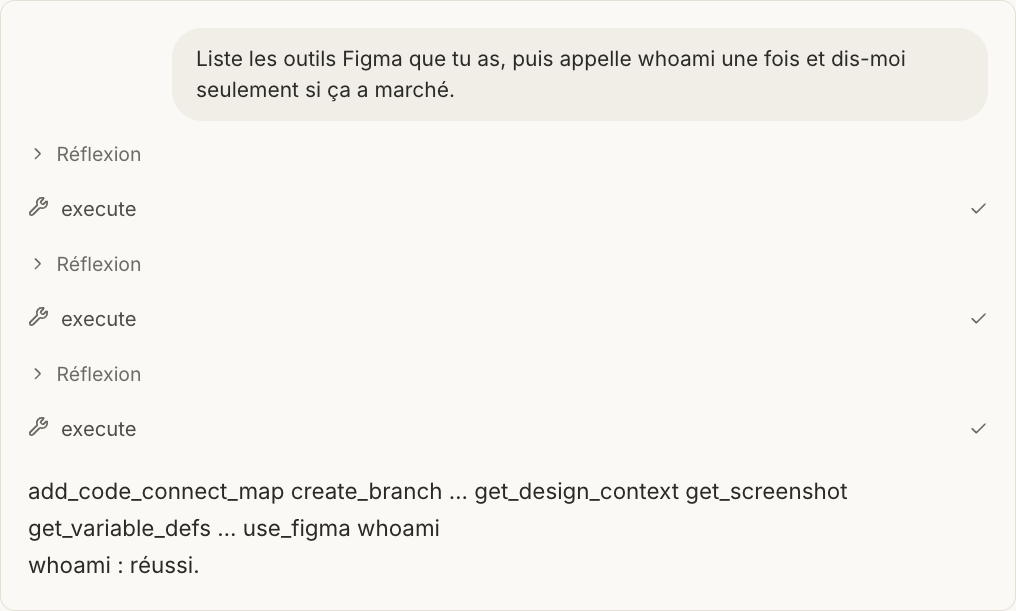 Liste les outils Figma que tu as, puis appelle whoami une fois et dis-moi
seulement si ça a marché.
Réflexion
execute
Réflexion
execute
Réflexion
execute
add_code_connect_map create_branch ... get_design_context get_screenshot
get_variable_defs ... use_figma whoami
whoami : réussi.